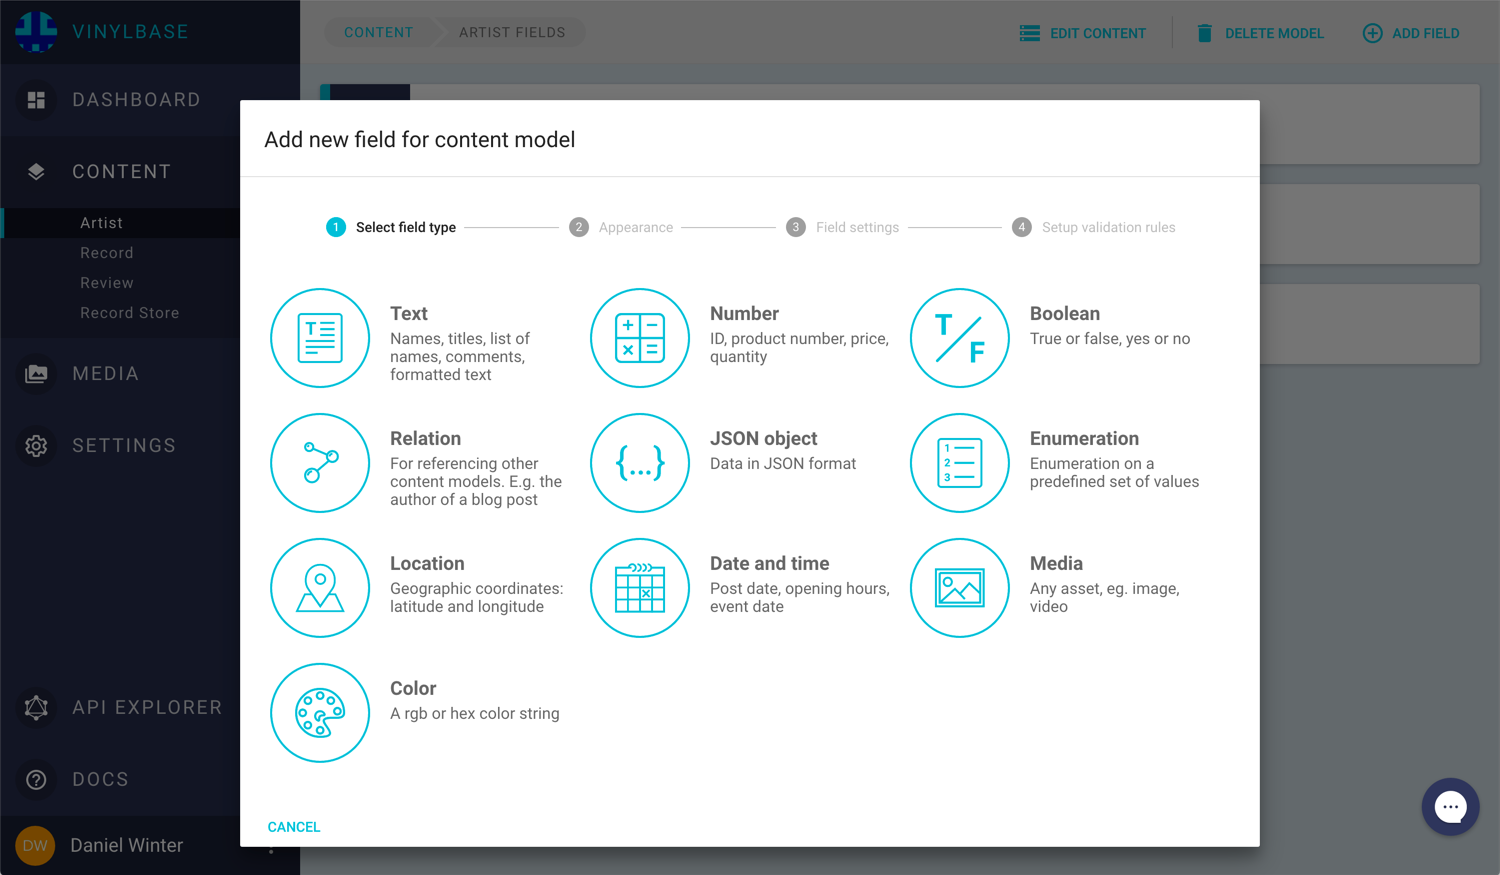 VINYLBASE
CONTENT
ARTIST FIELDS
EDIT CONTENT
DELETE MODEL
ADD FIELD
DASHBOARD
CONTENT
Artist
Record
Review
Record Store
MEDIA
SETTINGS
API EXPLORER
DOCS
DW
Daniel Winter
Add new field for content model
1 Select field type
2 Appearance
3 Field settings
4 Setup validation rules
T
Text
Names, titles, list of
names, comments,
formatted text
Number
ID, product number, price,
quantity
T/F
Boolean
True or false, yes or no
Relation
For referencing other
content models. E.g. the
author of a blog post
{...}
JSON object
Data in JSON format
1
2
3
Enumeration
Enumeration on a
predefined set of values
Location
Geographic coordinates:
latitude and longitude
Date and time
Post date, opening hours,
event date
Media
Any asset, eg. image,
video
Color
A rgb or hex color string
CANCEL